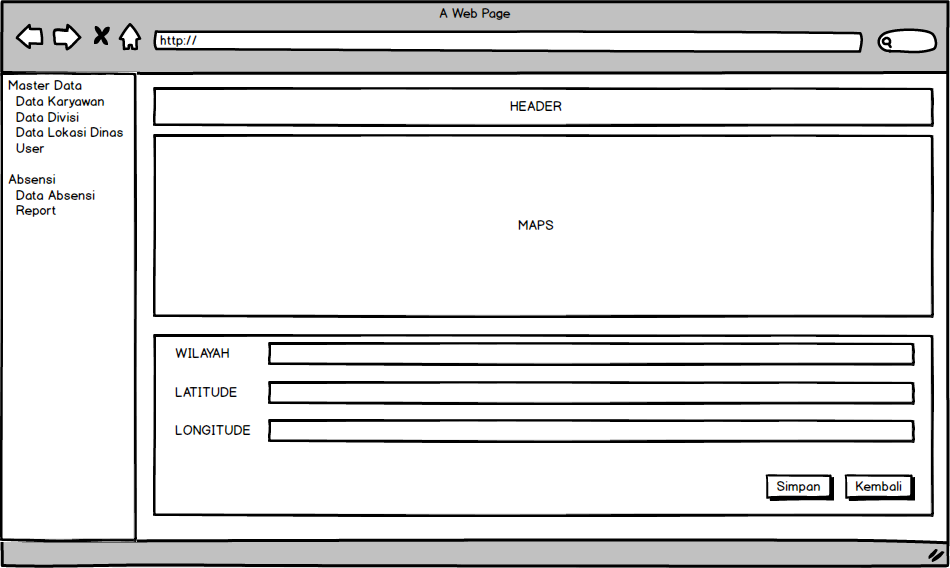 A Web Page
http://
Master Data
Data Karyawan
Data Divisi
Data Lokasi Dinas
User
Absensi
Data Absensi
Report
HEADER
MAPS
WILAYAH
LATITUDE
LONGITUDE
Simpan
Kembali